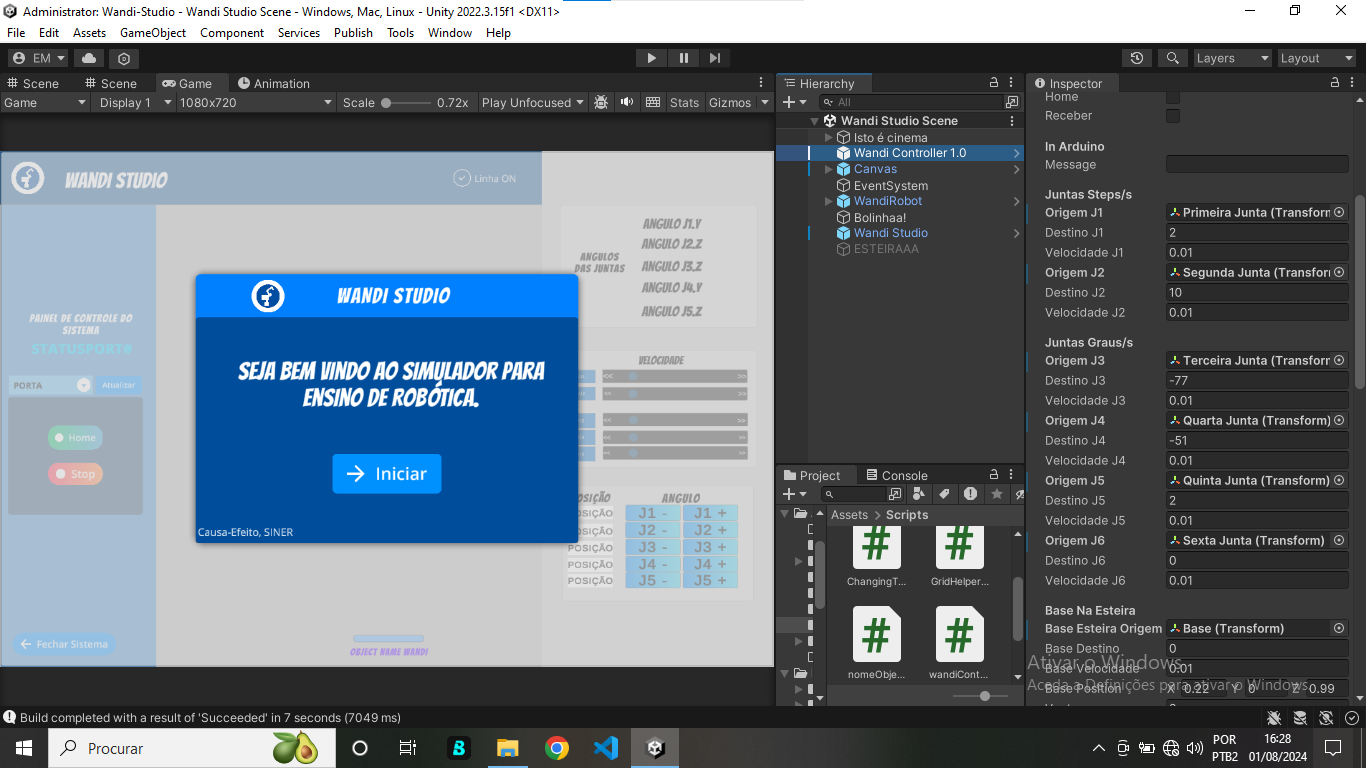 Administrator: Wandi-Studio - Wandi Studio Scene - Windows, Mac, Linux - Unity 2022.3.15f1 <DX11>
File Edit Assets GameObject Component Services Publish Tools Window Help
EM
Layers
Layout
Scene
Scene
Game
Animation
Game
Display 1
1080x720
Scale
0.72x
Play Unfocused
Stats
Gizmos
WANDI STUDIO
Linha ON
PAINEL DE CONTROLE DO
SISTEMA
STATUSPORT#
PORTA
Atualizar
Home
Stop
Fechar Sistema
WANDI STUDIO
SEJA BEM VINDO AO SIMULADOR PARA
ENSINO DE ROBÓTICA.
Iniciar
Causa-Efeito, SINER
ANGULOS
DAS JUNTAS
ANGULO J1.Y
ANGULO J2.Z
ANGULO J3.Z
ANGULO J4.Y
ANGULO J5.Z
VELOCIDADE
<< >>
<< >>
<< >>
<< >>
<< >>
ANGULO
POSIÇÃO J1 - J1 +
POSIÇÃO J2 - J2 +
POSIÇÃO J3 - J3 +
POSIÇÃO J4 - J4 +
POSIÇÃO J5 - J5 +
OBJECT NAME WANDI
Hierarchy
All
Wandi Studio Scene
Isto é cinema
Wandi Controller 1.0
Canvas
EventSystem
WandiRobot
Bolinhaa!
Wandi Studio
ESTEIRAAA
Project
Console
Assets > Scripts
ChangingT...
GridHelper...
nomeObje...
wandiCont...
Inspector
Home
Receber
In Arduino
Message
Juntas Steps/s
Origem J1 Primeira Junta (Transform
Destino J1 2
Velocidade J1 0.01
Origem J2 Segunda Junta (Transform
Destino J2 10
Velocidade J2 0.01
Juntas Graus/s
Origem J3 Terceira Junta (Transform
Destino J3 -77
Velocidade J3 0.01
Origem J4 Quarta Junta (Transform)
Destino J4 -51
Velocidade J4 0.01
Origem J5 Quinta Junta (Transform)
Destino J5 2
Velocidade J5 0.01
Origem J6 Sexta Junta (Transform)
Destino J6 0
Velocidade J6 0.01
Base Na Esteira
Base Esteira Origem Base (Transform)
Base Destino 0
Base Velocidade 0.01
Base Position X 0.22 Y 0 Z 0.99
Ativar o Windows
Aceda a Definições para ativar o Windows.
Build completed with a result of 'Succeeded' in 7 seconds (7049 ms)
Procurar
POR
PTB2
16:28
01/08/2024